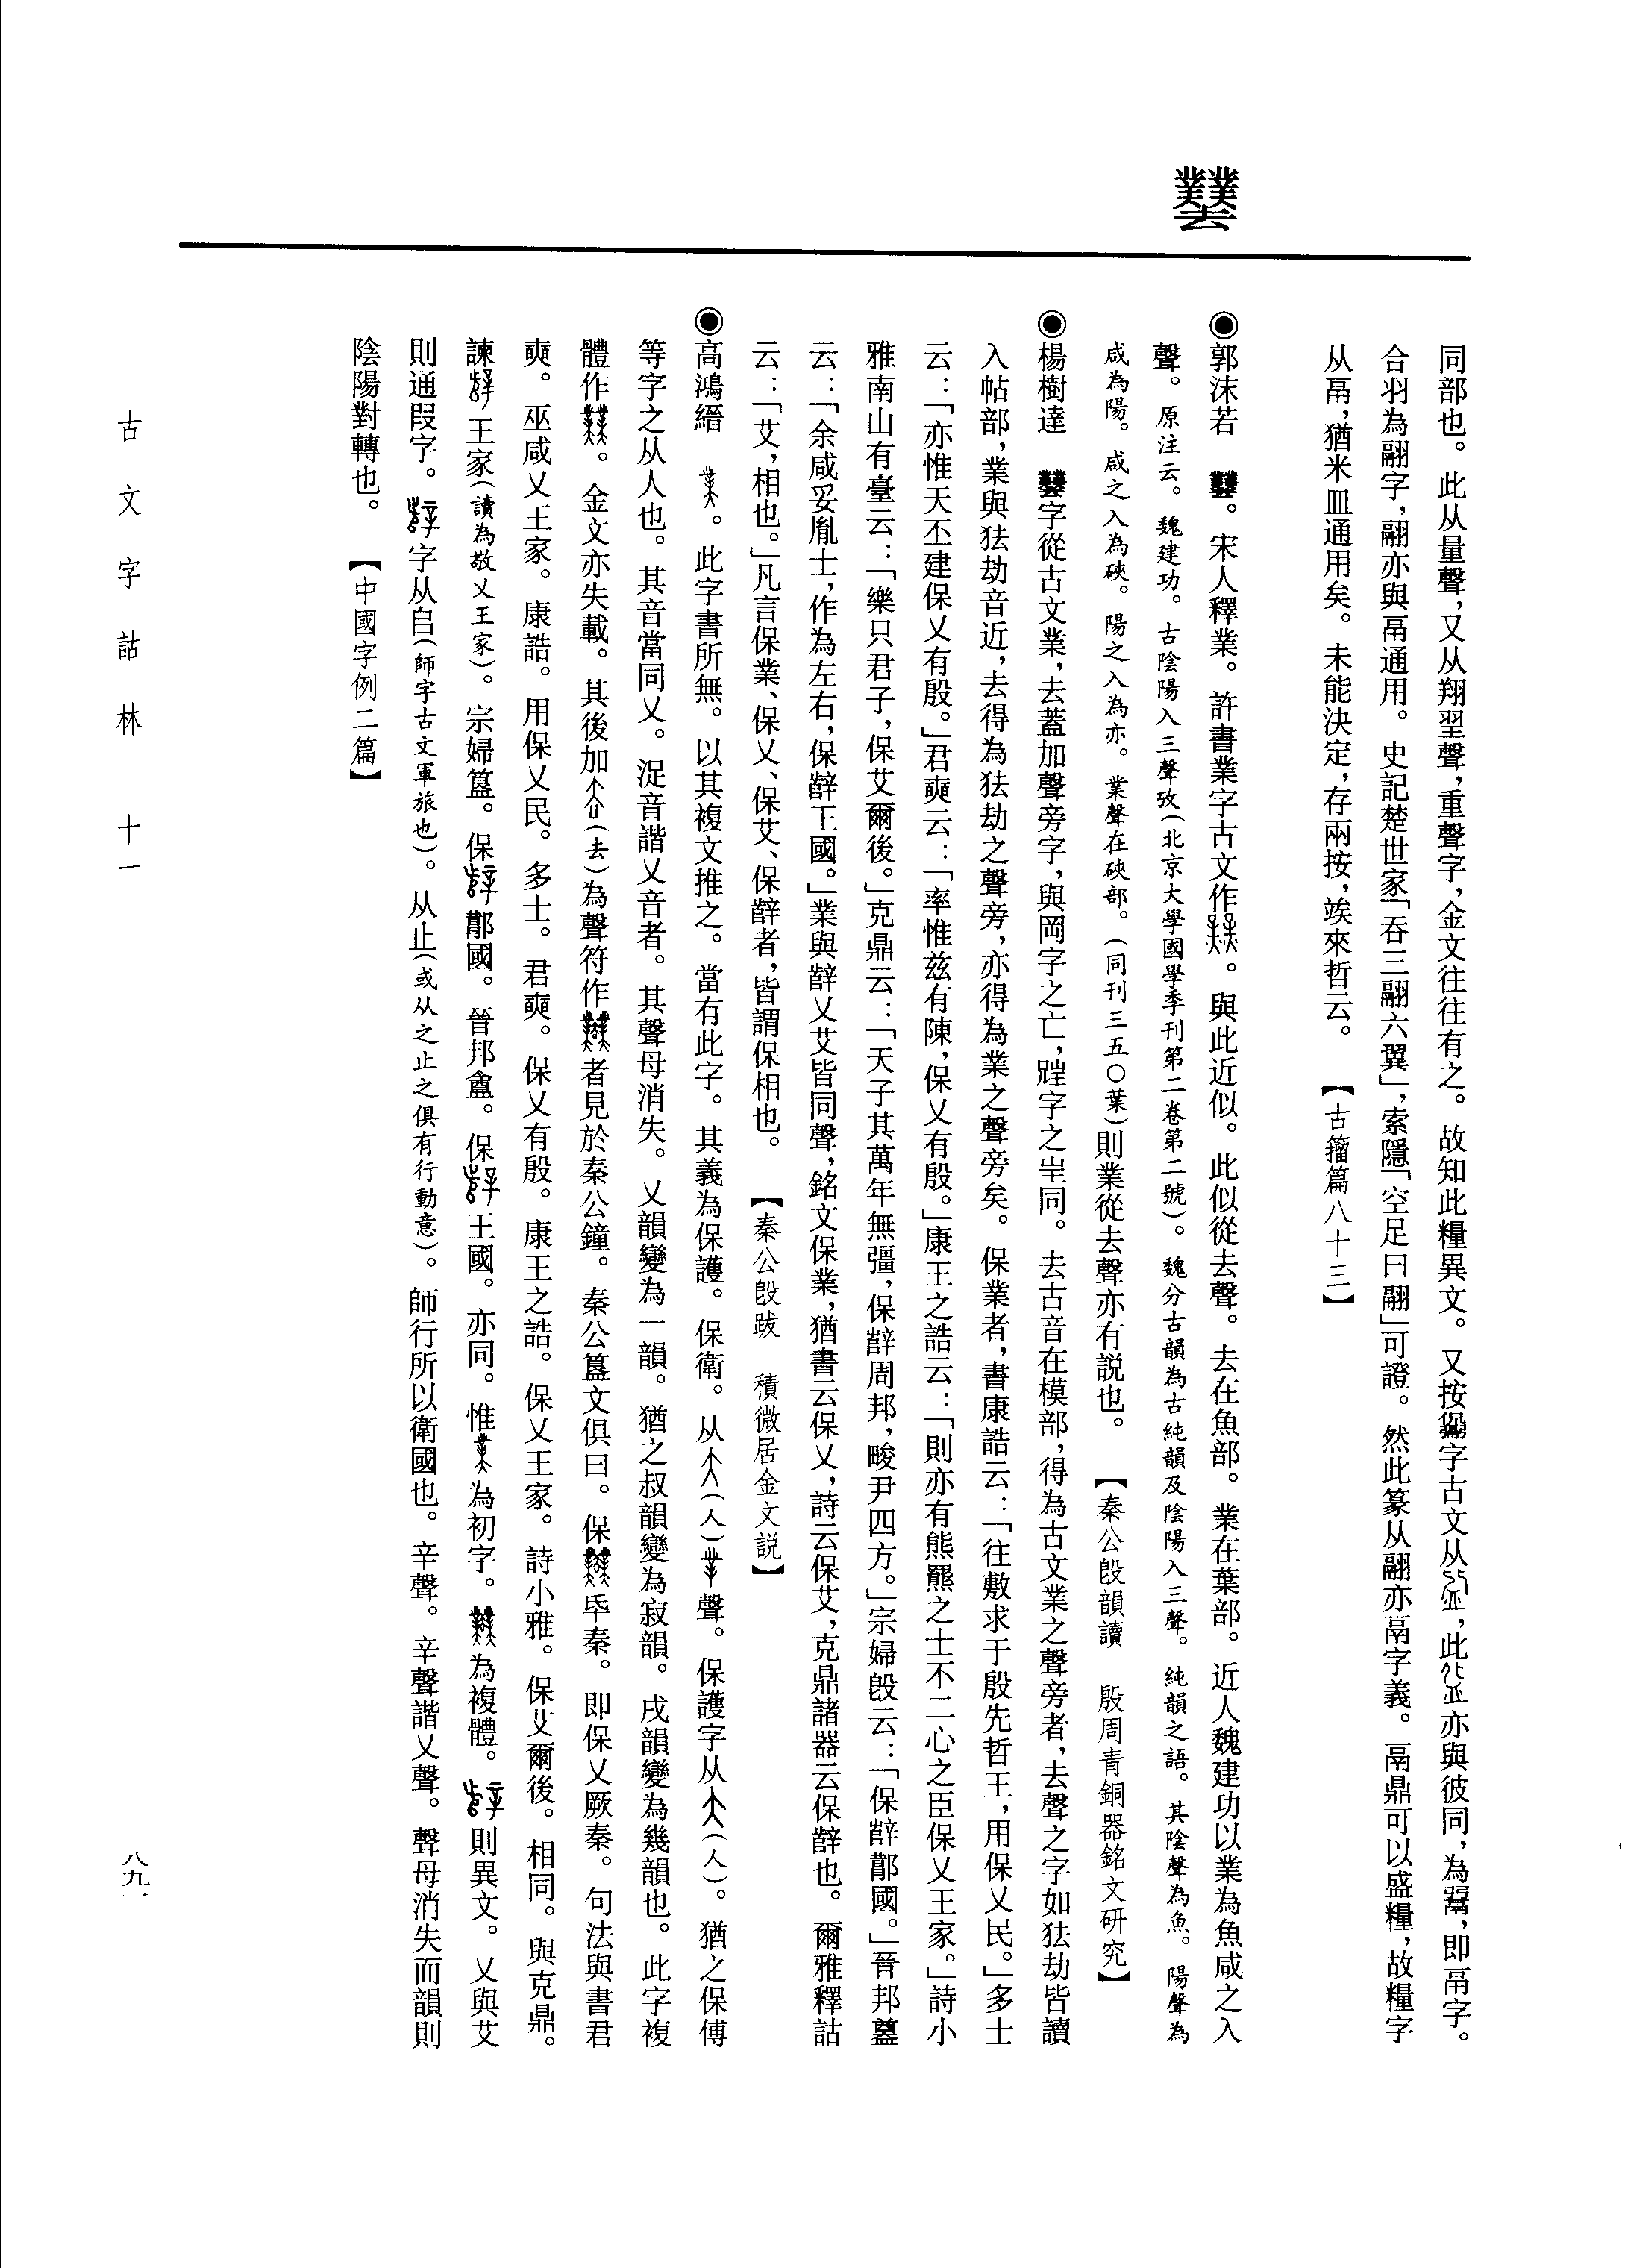 同部也。此从量聲，又从翔翌聲，重聲字，金文往往有之。故知此糧異文。又按字古文从，此亦與彼同，為，即鬲字。
合羽為翮字，翮亦與鬲通用。史記楚世家「吞三翮六翼」，索隱「空足曰翮」可證。然此篆从翮亦鬲字義。鬲鼎可以盛糧，故糧字
从鬲，猶米皿通用矣。未能決定，存兩按，竢來哲云。【古籀篇八十三】
◉郭沫若　。宋人釋業。許書業字古文作。與此近似。此似從去聲。去在魚部。業在葉部。近人魏建功以業為魚咸之入
聲。原注云。魏建功。古陰陽入三聲攷（北京大學國學季刊第二卷第二號）。魏分古韻為古純韻及陰陽入三聲。純韻之語。其陰聲為魚。陽聲為
咸為陽。咸之入為硤。陽之入為亦。業聲在硤部。（同刊三五〇葉）則業從去聲亦有説也。【秦公𣪘韻讀　殷周青銅器銘文研究】
◉楊樹達　字從古文業，去蓋加聲旁字，與岡字之亡，字之㞷同。去古音在模部，得為古文業之聲旁者，去聲之字如狜劫皆讀
入帖部，業與狜劫音近，去得為狜劫之聲旁，亦得為業之聲旁矣。保業者，書康誥云：「往敷求于殷先哲王，用保乂民。」多士
云：「亦惟天丕建保乂有殷。」君奭云：「率惟兹有陳，保乂有殷。」康王之誥云：「則亦有熊羆之士不二心之臣保乂王家。」詩小
雅南山有臺云：「樂只君子，保艾爾後。」克鼎云：「天子其萬年無彊，保辥周邦，畯尹四方。」宗婦𣪘云：「保辥鄁國。」晉邦𥂴
云：「余咸妥胤士，作為左右，保辥王國。」業與辥乂艾皆同聲，銘文保業，猶書云保乂，詩云保艾，克鼎諸器云保辥也。爾雅釋詁
云：「艾，相也。」凡言保業、保乂、保艾、保辥者，皆謂保相也。【秦公𣪘跋　積微居金文説】
◉高鴻縉　。此字書所無。以其複文推之。當有此字。其義為保護。保衛。从（人）聲。保護字从（人）。猶之保傅
等字之从人也。其音當同乂。浞音諧乂音者。其聲母消失。乂韻變為一韻。猶之叔韻變為寂韻。戌韻變為幾韻也。此字複
體作。金文亦失載。其後加（去）為聲符作者見於秦公鐘。秦公簋文俱曰。保𠂹秦。即保乂厥秦。句法與書君
奭。巫咸乂王家。康誥。用保乂民。多士。君奭。保乂有殷。康王之誥。保乂王家。詩小雅。保艾爾後。相同。與克鼎。
諫王家（讀為敬乂王家）。宗婦簋。保鄁國。晉邦盦。保王國。亦同。惟為初字。為複體。則異文。乂與艾
則通叚字。字从𠂤（師字古文軍旅也）。从止（或从之止之俱有行動意）。師行所以衛國也。辛聲。辛聲諧乂聲。聲母消失而韻則
陰陽對轉也。【中國字例二篇】
古文字詁林　十一
八九